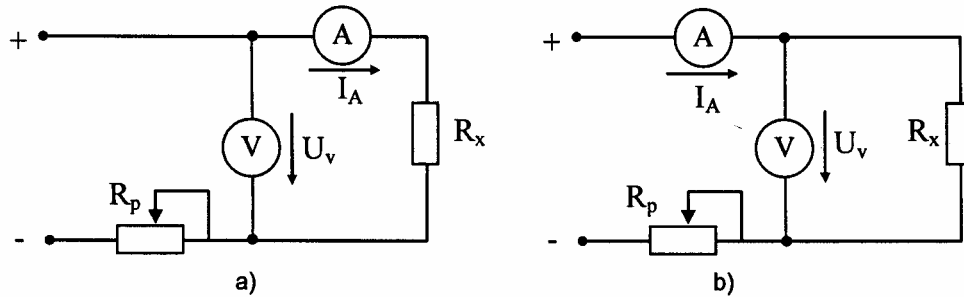 +
A
I_A
V
U_v
R_x
R_p
-
a)
+
A
I_A
V
U_v
R_x
R_p
-
b)